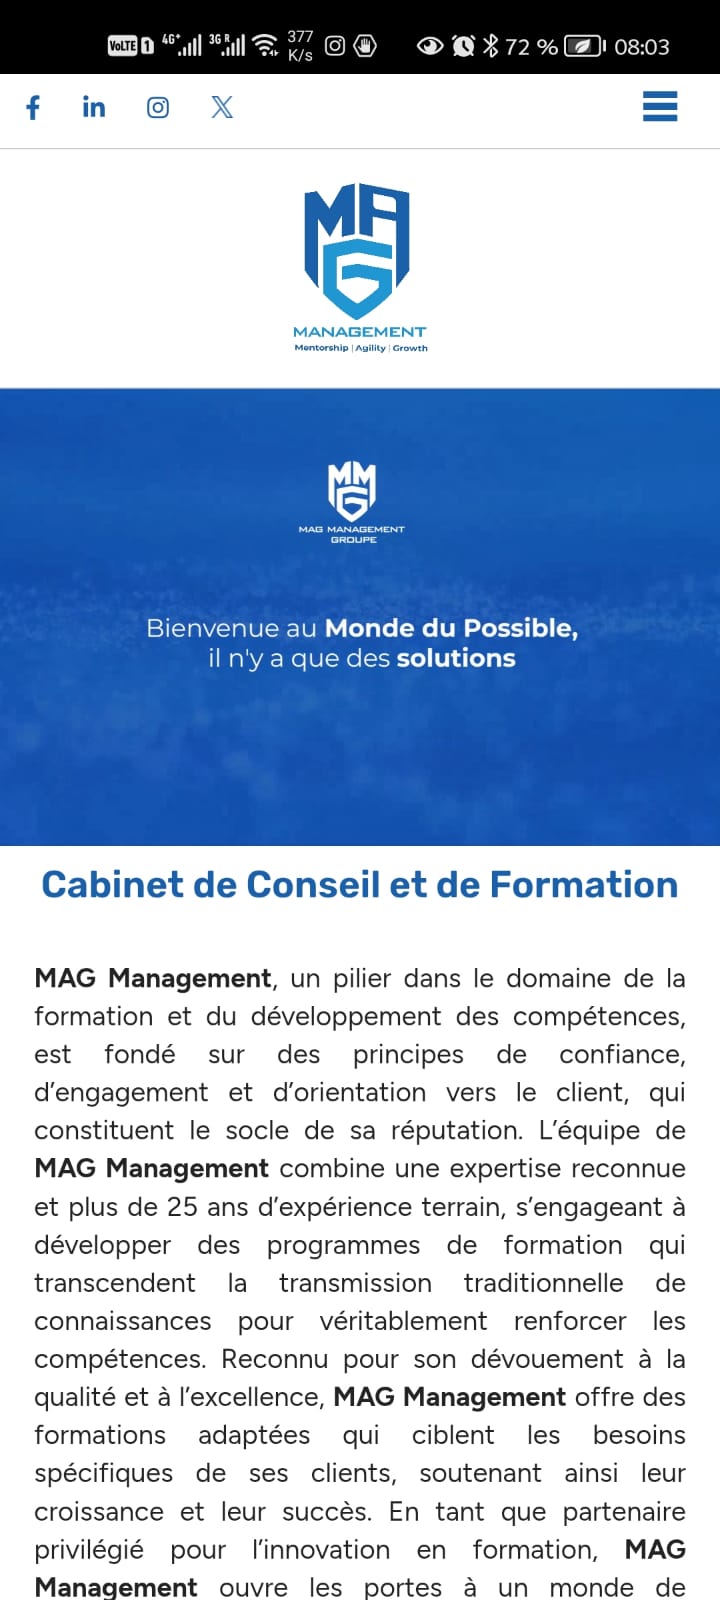 VoLTE 1 4G+ 3G R 377 K/s 72 % 08:03
MAG
MANAGEMENT
Mentorship | Agility | Growth
MMG
MAG MANAGEMENT
GROUPE
Bienvenue au Monde du Possible,
il n'y a que des solutions
Cabinet de Conseil et de Formation
MAG Management, un pilier dans le domaine de la
formation et du développement des compétences,
est fondé sur des principes de confiance,
d’engagement et d’orientation vers le client, qui
constituent le socle de sa réputation. L’équipe de
MAG Management combine une expertise reconnue
et plus de 25 ans d’expérience terrain, s’engageant à
développer des programmes de formation qui
transcendent la transmission traditionnelle de
connaissances pour véritablement renforcer les
compétences. Reconnu pour son dévouement à la
qualité et à l’excellence, MAG Management offre des
formations adaptées qui ciblent les besoins
spécifiques de ses clients, soutenant ainsi leur
croissance et leur succès. En tant que partenaire
privilégié pour l’innovation en formation, MAG
Management ouvre les portes à un monde de